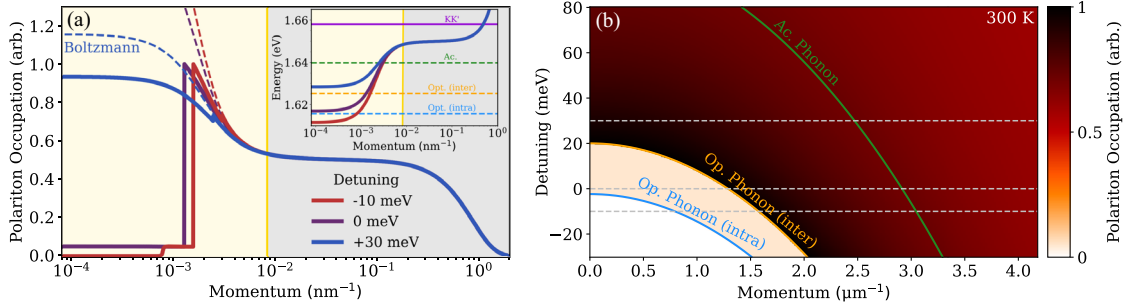 (a)
Boltzmann
Polariton Occupation (arb.)
1.2
1.0
0.8
0.6
0.4
0.2
0.0
10⁻⁴
10⁻³
10⁻²
10⁻¹
10⁰
Momentum (nm⁻¹)
Detuning
-10 meV
0 meV
+30 meV
Energy (eV)
1.66
1.64
1.62
KK'
Ac.
Opt. (inter)
Opt. (intra)
10⁻⁴
10⁻³
10⁻²
10⁻¹
10⁰
Momentum (nm⁻¹)
(b)
300 K
Detuning (meV)
80
60
40
20
0
−20
Ac. Phonon
Op. Phonon (inter)
Op. Phonon (intra)
0.0
0.5
1.0
1.5
2.0
2.5
3.0
3.5
4.0
Momentum (μm⁻¹)
1
0
Polariton Occupation (arb.)